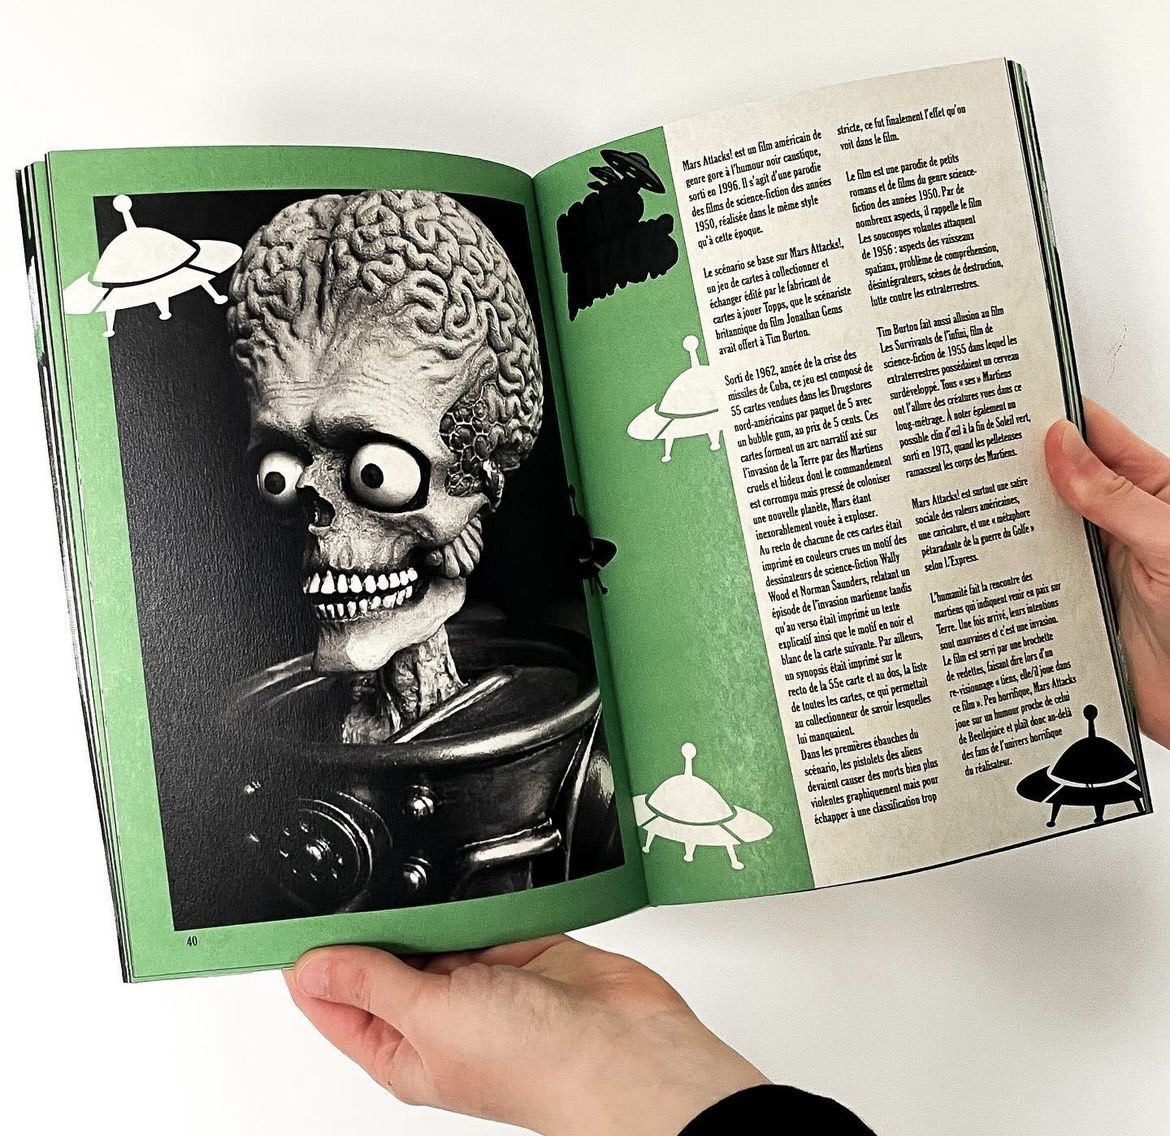 40
Mars Attacks! est un film américain de
genre gore à l'humour noir caustique,
sorti en 1996. Il s'agit d'une parodie
des films de science-fiction des années
1950, réalisée dans le même style
qu'à cette époque.
Le scénario se base sur Mars Attacks!,
un jeu de cartes à collectionner et
échanger édité par le fabricant de
cartes à jouer Topps, que le scénariste
britannique du film Jonathan Gems
avait offert à Tim Burton.
Sorti de 1962, année de la crise des
missiles de Cuba, ce jeu est composé de
55 cartes vendues dans les Drugstores
nord-américains par paquet de 5 avec
un bubble gum, au prix de 5 cents. Ces
cartes forment un arc narratif axé sur
l'invasion de la Terre par des Martiens
cruels et hideux dont le commandement
est corrompu mais pressé de coloniser
une nouvelle planète, Mars étant
inexorablement vouée à exploser.
Au recto de chacune de ces cartes était
imprimé en couleurs crues un motif des
dessinateurs de science-fiction Wally
Wood et Norman Saunders, relatant un
épisode de l'invasion martienne tandis
qu'au verso était imprimé un texte
explicatif ainsi que le motif en noir et
blanc de la carte suivante. Par ailleurs,
un synopsis était imprimé sur le
recto de la 55e carte et au dos, la liste
de toutes les cartes, ce qui permettait
au collectionneur de savoir lesquelles
lui manquaient.
Dans les premières ébauches du
scénario, les pistolets des aliens
devaient causer des morts bien plus
violentes graphiquement mais pour
échapper à une classification trop
stricte, ce fut finalement l'effet qu'on
voit dans le film.
Le film est une parodie de petits
romans et de films du genre science-
fiction des années 1950. Par de
nombreux aspects, il rappelle le film
Les soucoupes volantes attaquent
de 1956 : aspects des vaisseaux
spatiaux, problème de compréhension,
désintégrateurs, scènes de destruction,
lutte contre les extraterrestres.
Tim Burton fait aussi allusion au film
Les Survivants de l'infini, film de
science-fiction de 1955 dans lequel les
extraterrestres possédaient un cerveau
surdéveloppé. Tous « ses » Martiens
ont l'allure des créatures vues dans ce
long-métrage. À noter également un
possible clin d'œil à la fin de Soleil vert,
sorti en 1973, quand les pelleteuses
ramassent les corps des Martiens.
Mars Attacks! est surtout une satire
sociale des valeurs américaines,
une caricature, et une « métaphore
pétaradante de la guerre du Golfe »
selon L'Express.
L'humanité fait la rencontre des
martiens qui indiquent venir en paix sur
Terre. Une fois arrivé, leurs intentions
sont mauvaises et c'est une invasion.
Le film est servi par une brochette
de vedettes, faisant dire lors d'un
re-visionnage « tiens, elle/il joue dans
ce film ». Peu horrifique, Mars Attacks
joue sur un humour proche de celui
de Beetlejuice et plaît donc au-delà
des fans de l'univers horrifique
du réalisateur.